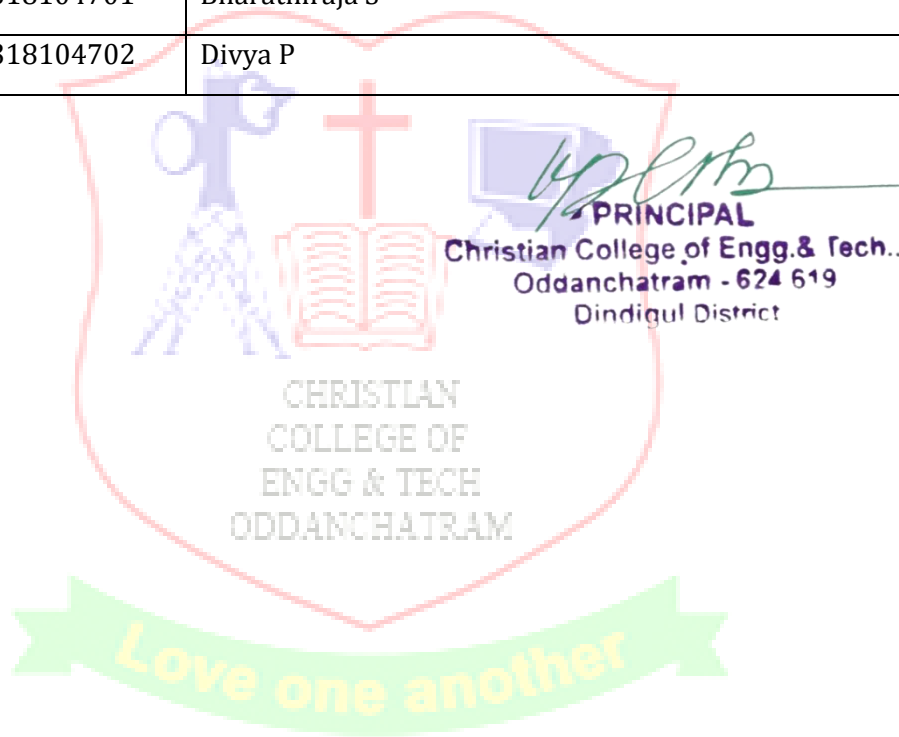 318104702 Divya P
PRINCIPAL
Christian College of Engg.& Tech..
Oddanchatram - 624 619
Dindigul District
CHRISTIAN
COLLEGE OF
ENGG & TECH
ODDANCHATRAM
Love one another